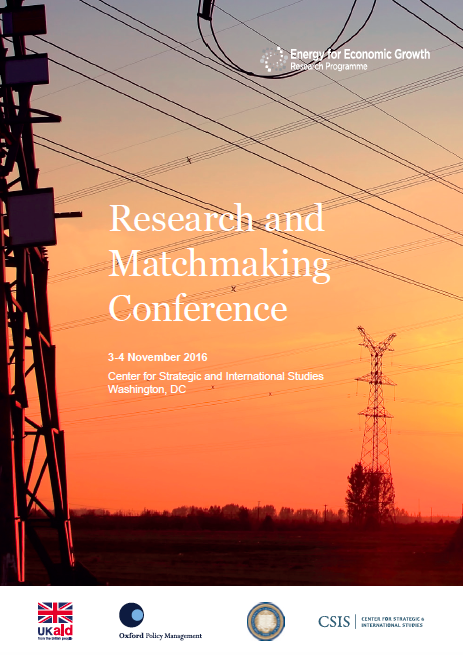 Energy for Economic Growth
Research Programme
Research and
Matchmaking
Conference
3-4 November 2016
Center for Strategic and International Studies
Washington, DC
UKaid
from the British people
Oxford Policy Management
CSIS
CENTER FOR STRATEGIC &
INTERNATIONAL STUDIES